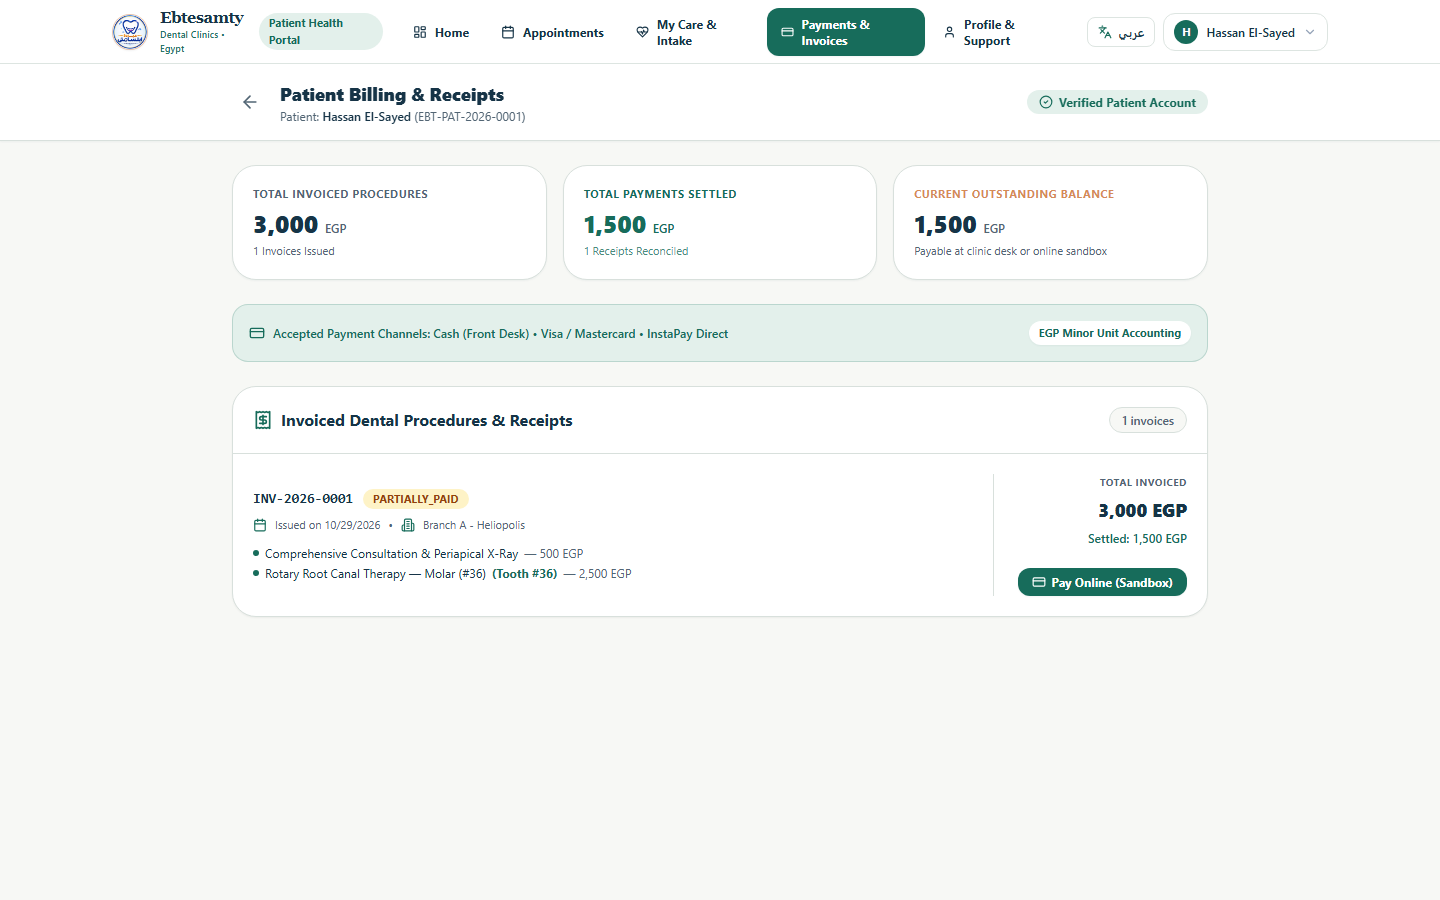 Ebtesamty
Dental Clinics •
Egypt
Patient Health
Portal
Home
Appointments
My Care &
Intake
Payments &
Invoices
Profile &
Support
عربي
H
Hassan El-Sayed
Patient Billing & Receipts
Patient: Hassan El-Sayed (EBT-PAT-2026-0001)
Verified Patient Account
TOTAL INVOICED PROCEDURES
3,000 EGP
1 Invoices Issued
TOTAL PAYMENTS SETTLED
1,500 EGP
1 Receipts Reconciled
CURRENT OUTSTANDING BALANCE
1,500 EGP
Payable at clinic desk or online sandbox
Accepted Payment Channels: Cash (Front Desk) • Visa / Mastercard • InstaPay Direct
EGP Minor Unit Accounting
Invoiced Dental Procedures & Receipts
1 invoices
INV-2026-0001 PARTIALLY_PAID
Issued on 10/29/2026 • Branch A - Heliopolis
• Comprehensive Consultation & Periapical X-Ray — 500 EGP
• Rotary Root Canal Therapy — Molar (#36) (Tooth #36) — 2,500 EGP
TOTAL INVOICED
3,000 EGP
Settled: 1,500 EGP
Pay Online (Sandbox)